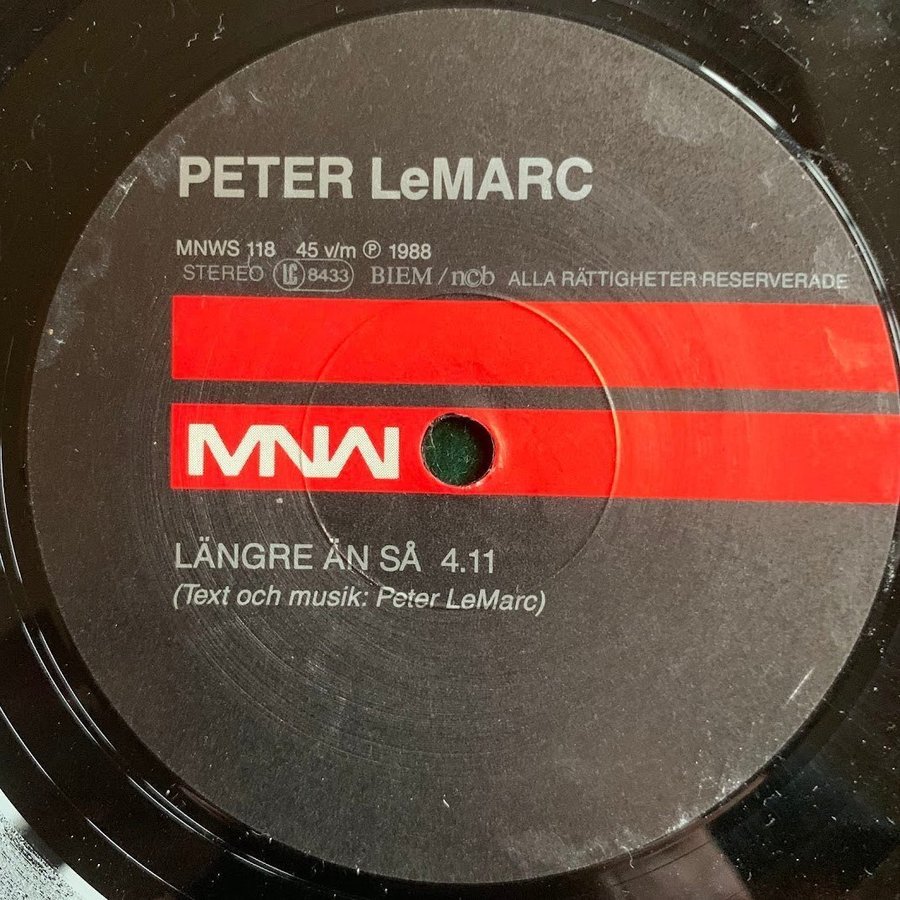 PETER LeMARC
MNWS 118 45 v/m ℗ 1988
STEREO LC 8433 BIEM / n©b ALLA RÄTTIGHETER RESERVERADE
MNW
LÄNGRE ÄN SÅ 4.11
(Text och musik: Peter LeMarc)